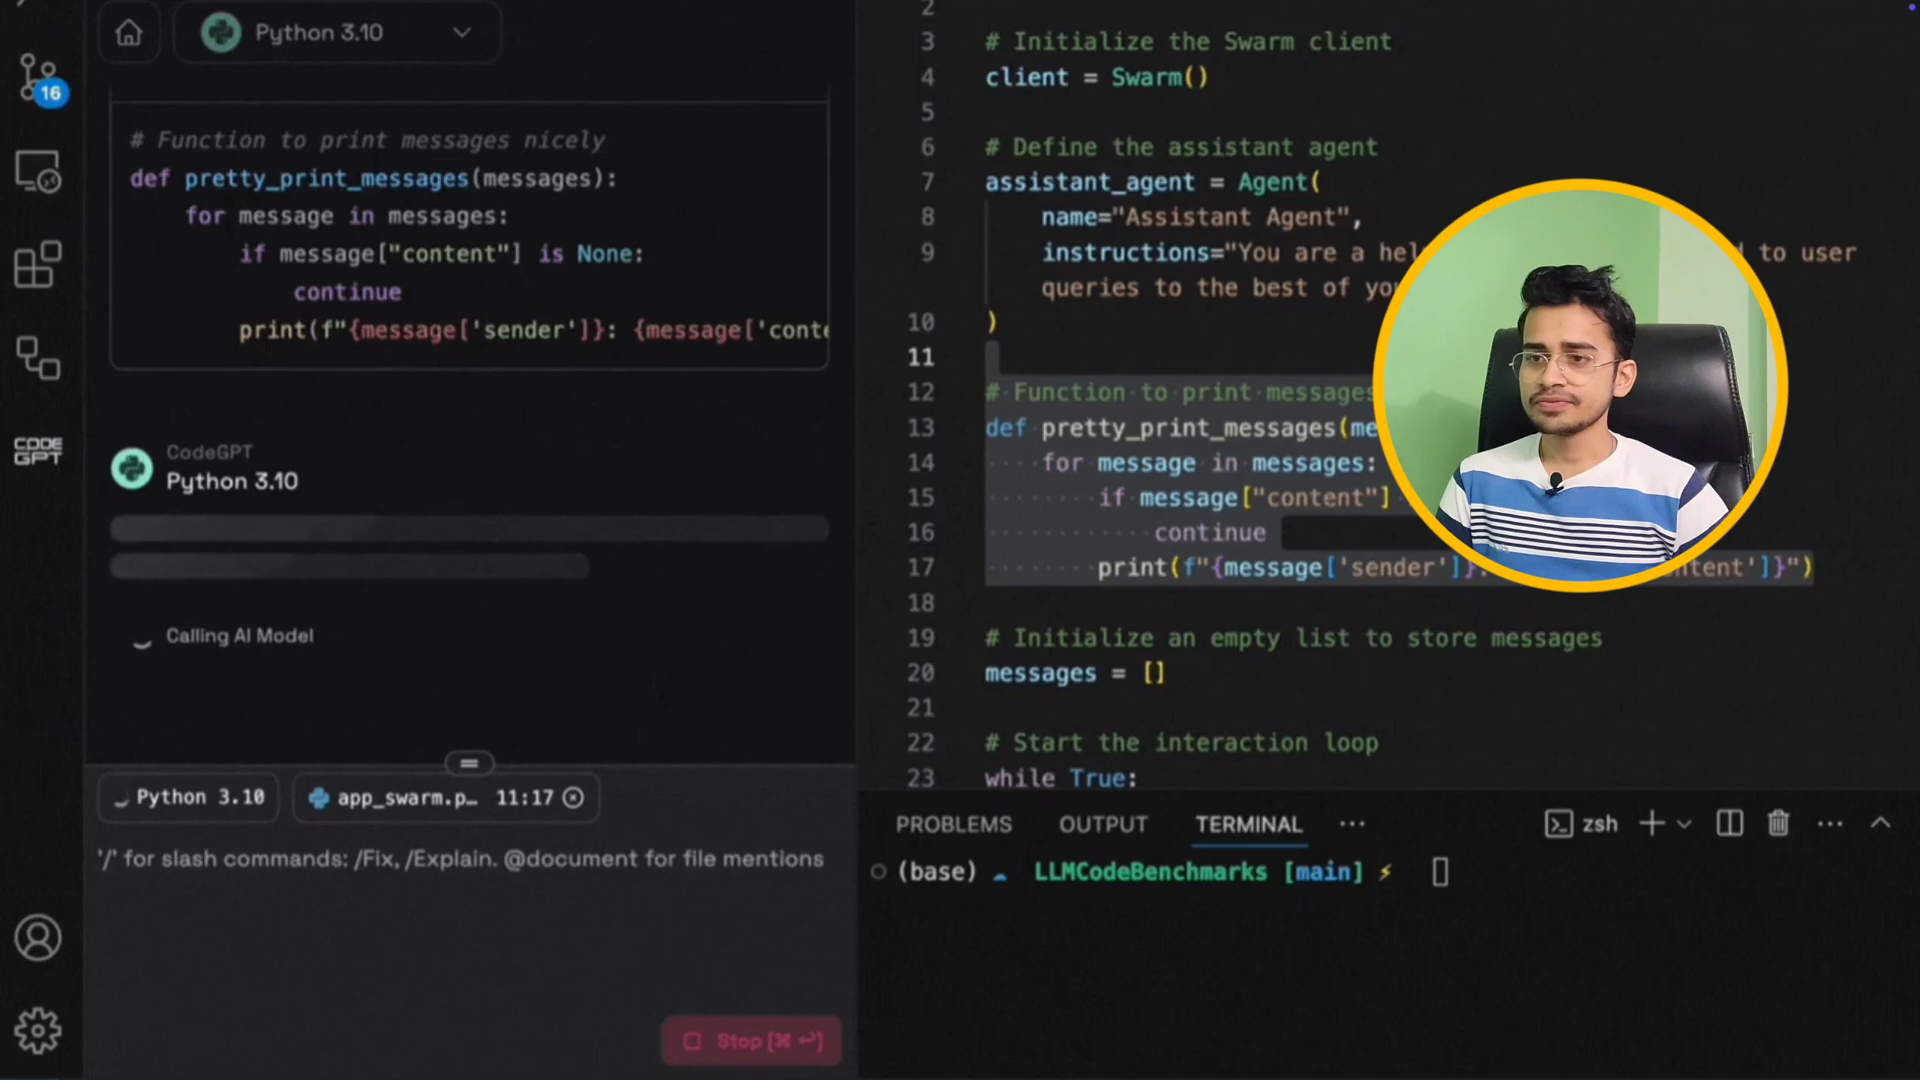 Python 3.10
16
# Function to print messages nicely
def pretty_print_messages(messages):
for message in messages:
if message["content"] is None:
continue
print(f"{message['sender']}: {message['conte
CODE
GPT
CodeGPT
Python 3.10
Calling AI Model
Python 3.10
app_swarm.p… 11:17
'/' for slash commands: /Fix, /Explain. @document for file mentions
Stop [⌘ ↩]
2
3 # Initialize the Swarm client
4 client = Swarm()
5
6 # Define the assistant agent
7 assistant_agent = Agent(
8 name="Assistant Agent",
9 instructions="You are a hel d to user
queries to the best of yo
10 )
11
12 # Function to print messages
13 def pretty_print_messages(me
14 for message in messages:
15 if message["content"]
16 continue
17 print(f"{message['sender']}: ntent']}")
18
19 # Initialize an empty list to store messages
20 messages = []
21
22 # Start the interaction loop
23 while True:
PROBLEMS OUTPUT TERMINAL ··· zsh
(base) LLMCodeBenchmarks [main] ⚡